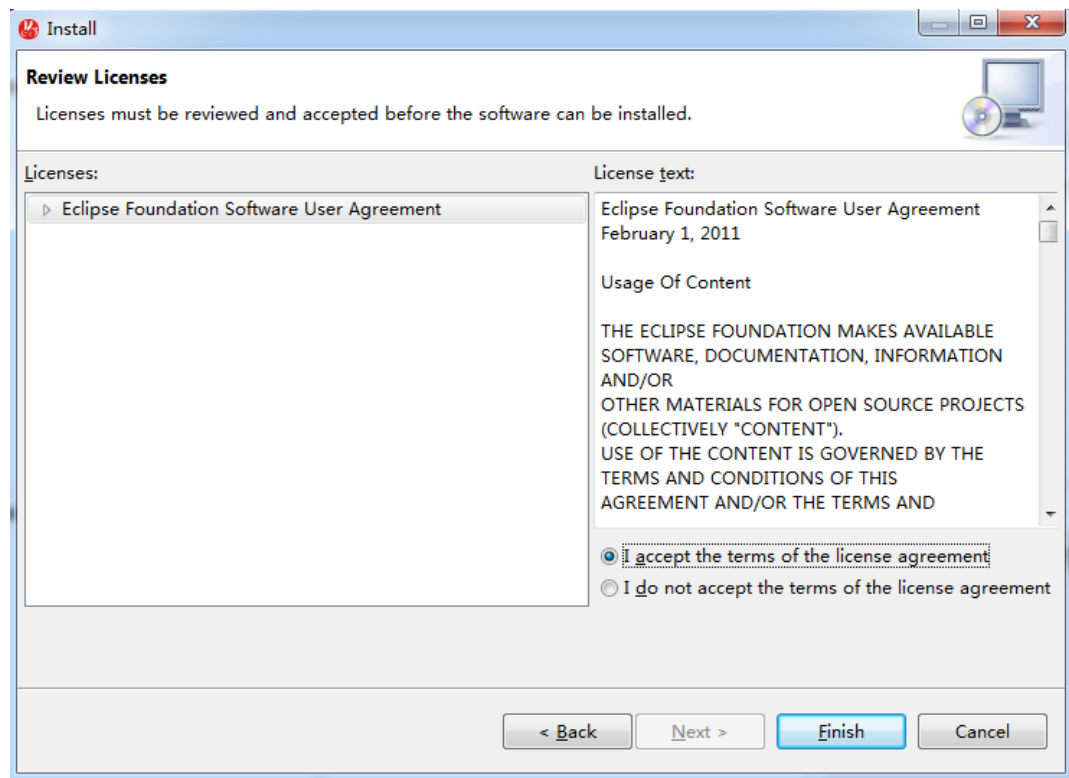 Install
Review Licenses
Licenses must be reviewed and accepted before the software can be installed.
Licenses:
Eclipse Foundation Software User Agreement
License text:
Eclipse Foundation Software User Agreement
February 1, 2011
Usage Of Content
THE ECLIPSE FOUNDATION MAKES AVAILABLE
SOFTWARE, DOCUMENTATION, INFORMATION
AND/OR
OTHER MATERIALS FOR OPEN SOURCE PROJECTS
(COLLECTIVELY "CONTENT").
USE OF THE CONTENT IS GOVERNED BY THE
TERMS AND CONDITIONS OF THIS
AGREEMENT AND/OR THE TERMS AND
I accept the terms of the license agreement
I do not accept the terms of the license agreement
< Back
Next >
Finish
Cancel